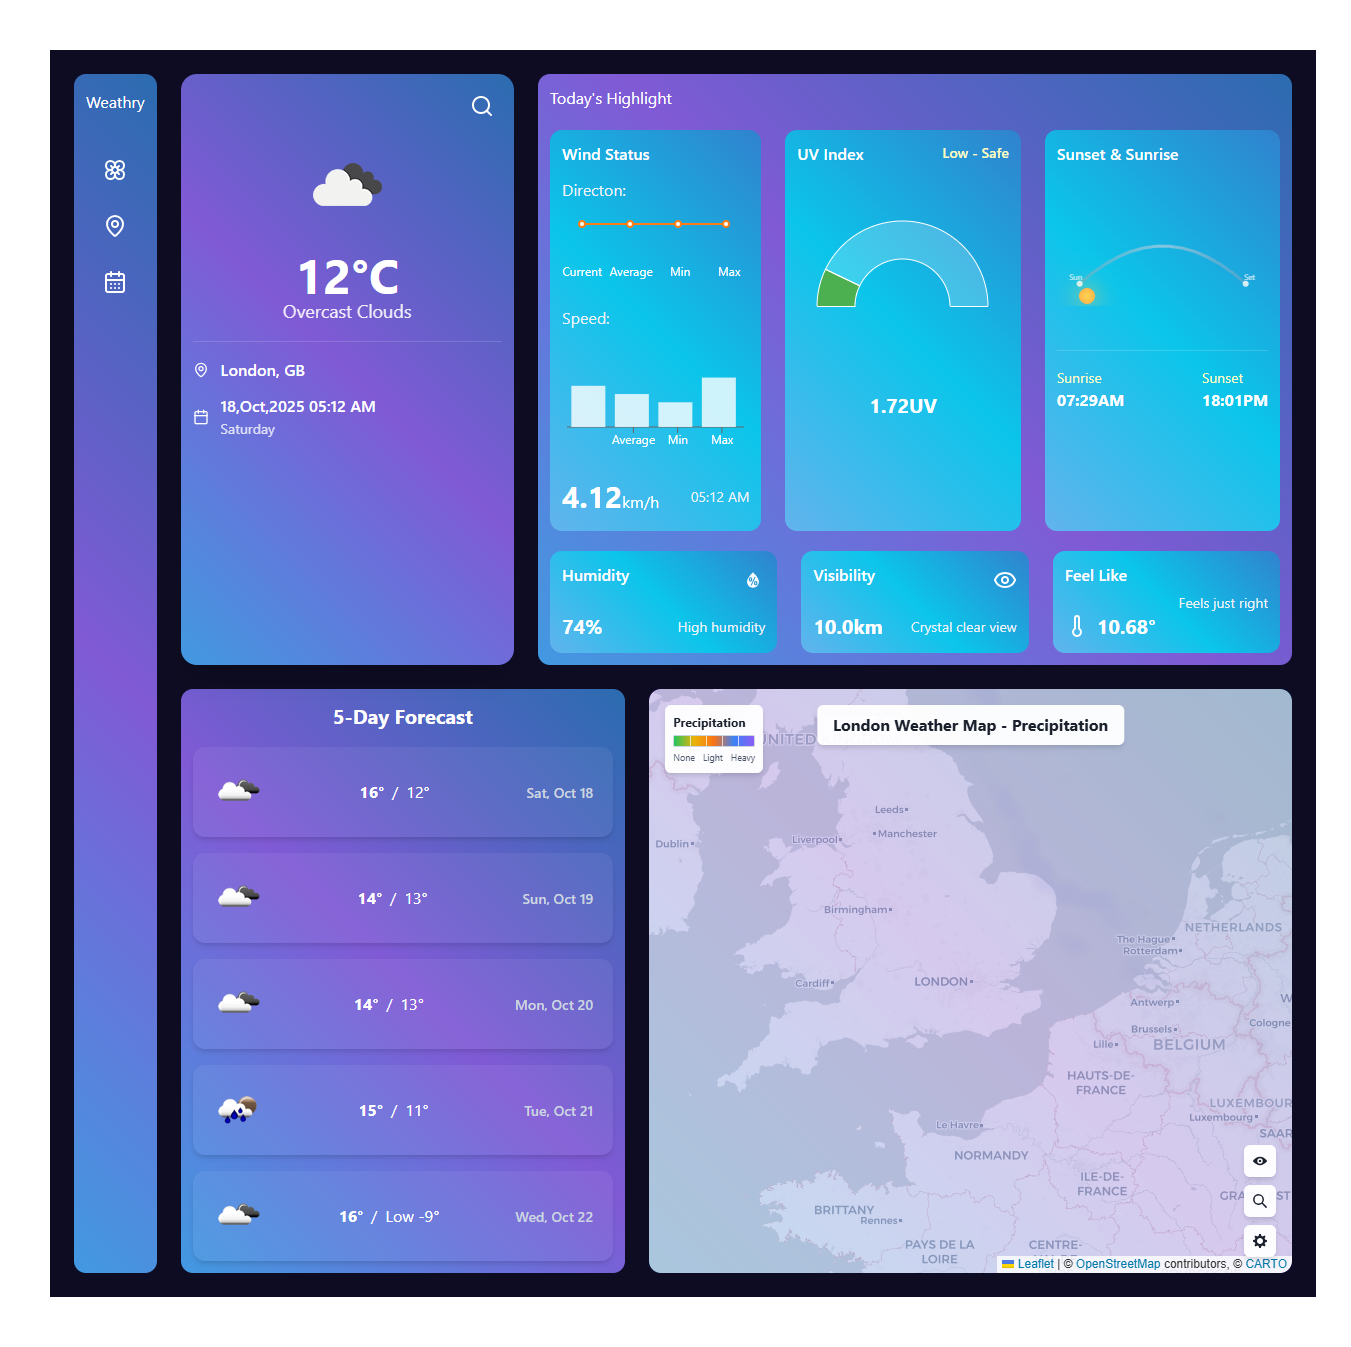 Weathry
12°C
Overcast Clouds
London, GB
18,Oct,2025 05:12 AM
Saturday
Today's Highlight
Wind Status
Directon:
Current Average Min Max
Speed:
Average Min Max
4.12km/h 05:12 AM
UV Index Low - Safe
1.72UV
Sunset & Sunrise
Sun Set
Sunrise Sunset
07:29AM 18:01PM
Humidity
%
74% High humidity
Visibility
10.0km Crystal clear view
Feel Like
Feels just right
10.68°
5-Day Forecast
16° / 12° Sat, Oct 18
14° / 13° Sun, Oct 19
14° / 13° Mon, Oct 20
15° / 11° Tue, Oct 21
16° / Low -9° Wed, Oct 22
Precipitation
None Light Heavy
London Weather Map - Precipitation
UNITED
Leeds
Manchester
Liverpool
Dublin
Birmingham
NETHERLANDS
The Hague
Rotterdam
Cardiff
LONDON
Antwerp
W
Cologne
Brussels
Lille
BELGIUM
HAUTS-DE-
FRANCE
LUXEMBOUR
Luxembourg
Le Havre
SAAR
NORMANDY
ILE-DE-
FRANCE
GRA ST
BRITTANY
Rennes
PAYS DE LA
LOIRE
CENTRE-
Leaflet | © OpenStreetMap contributors, © CARTO